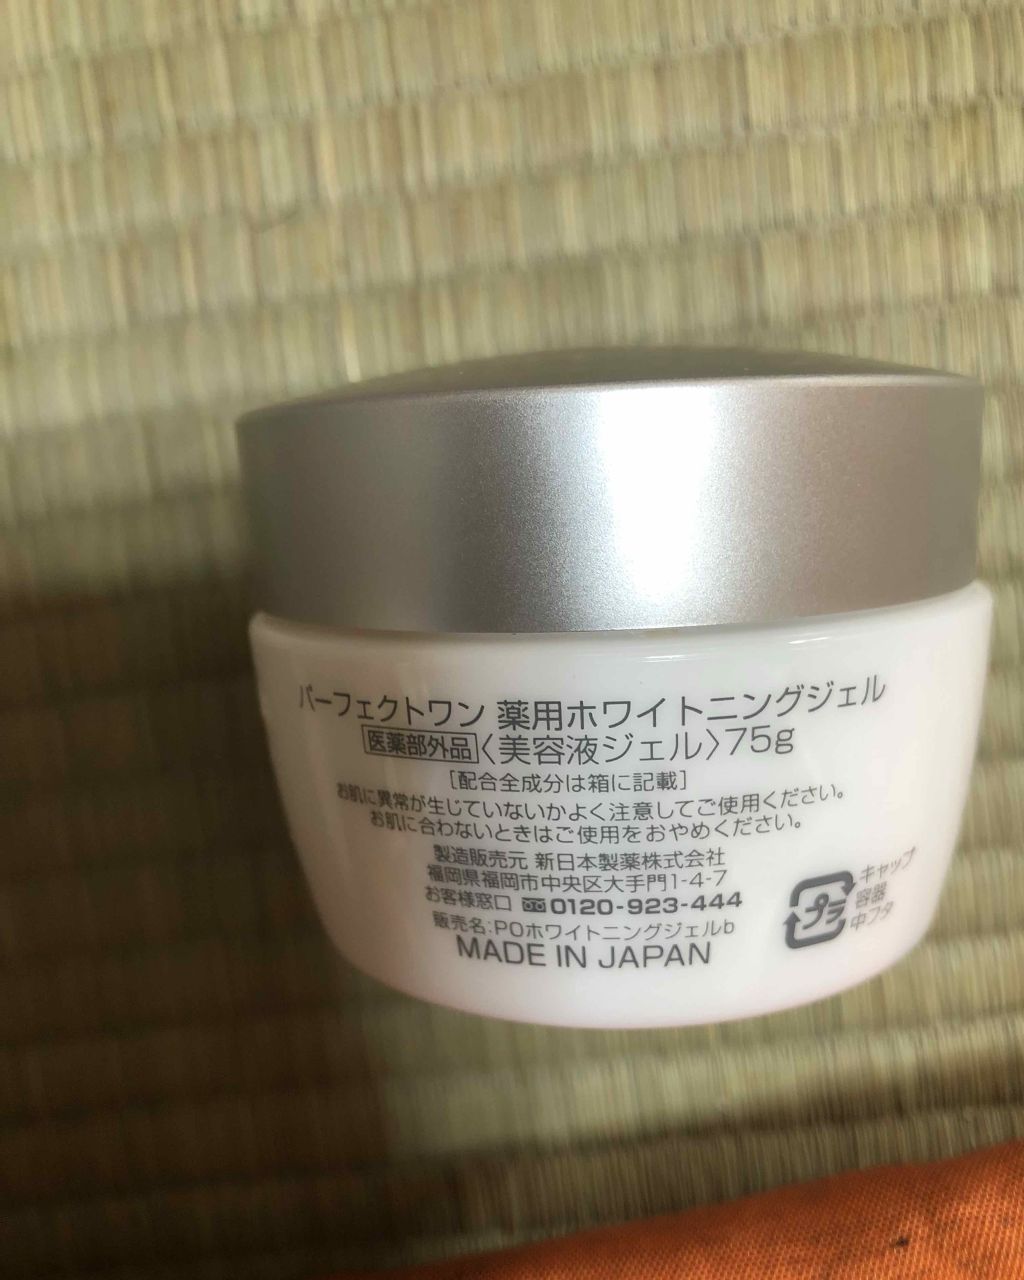 パーフェクトワン 薬用ホワイトニングジェル
医薬部外品〈美容液ジェル〉75g
［配合全成分は箱に記載］
お肌に異常が生じていないかよく注意してご使用ください。
お肌に合わないときはご使用をおやめください。
製造販売元 新日本製薬株式会社
福岡県福岡市中央区大手門1-4-7
お客様窓口 0120-923-444
販売名:POホワイトニングジェルb
MADE IN JAPAN
プラ
キャップ
容器
中フタ